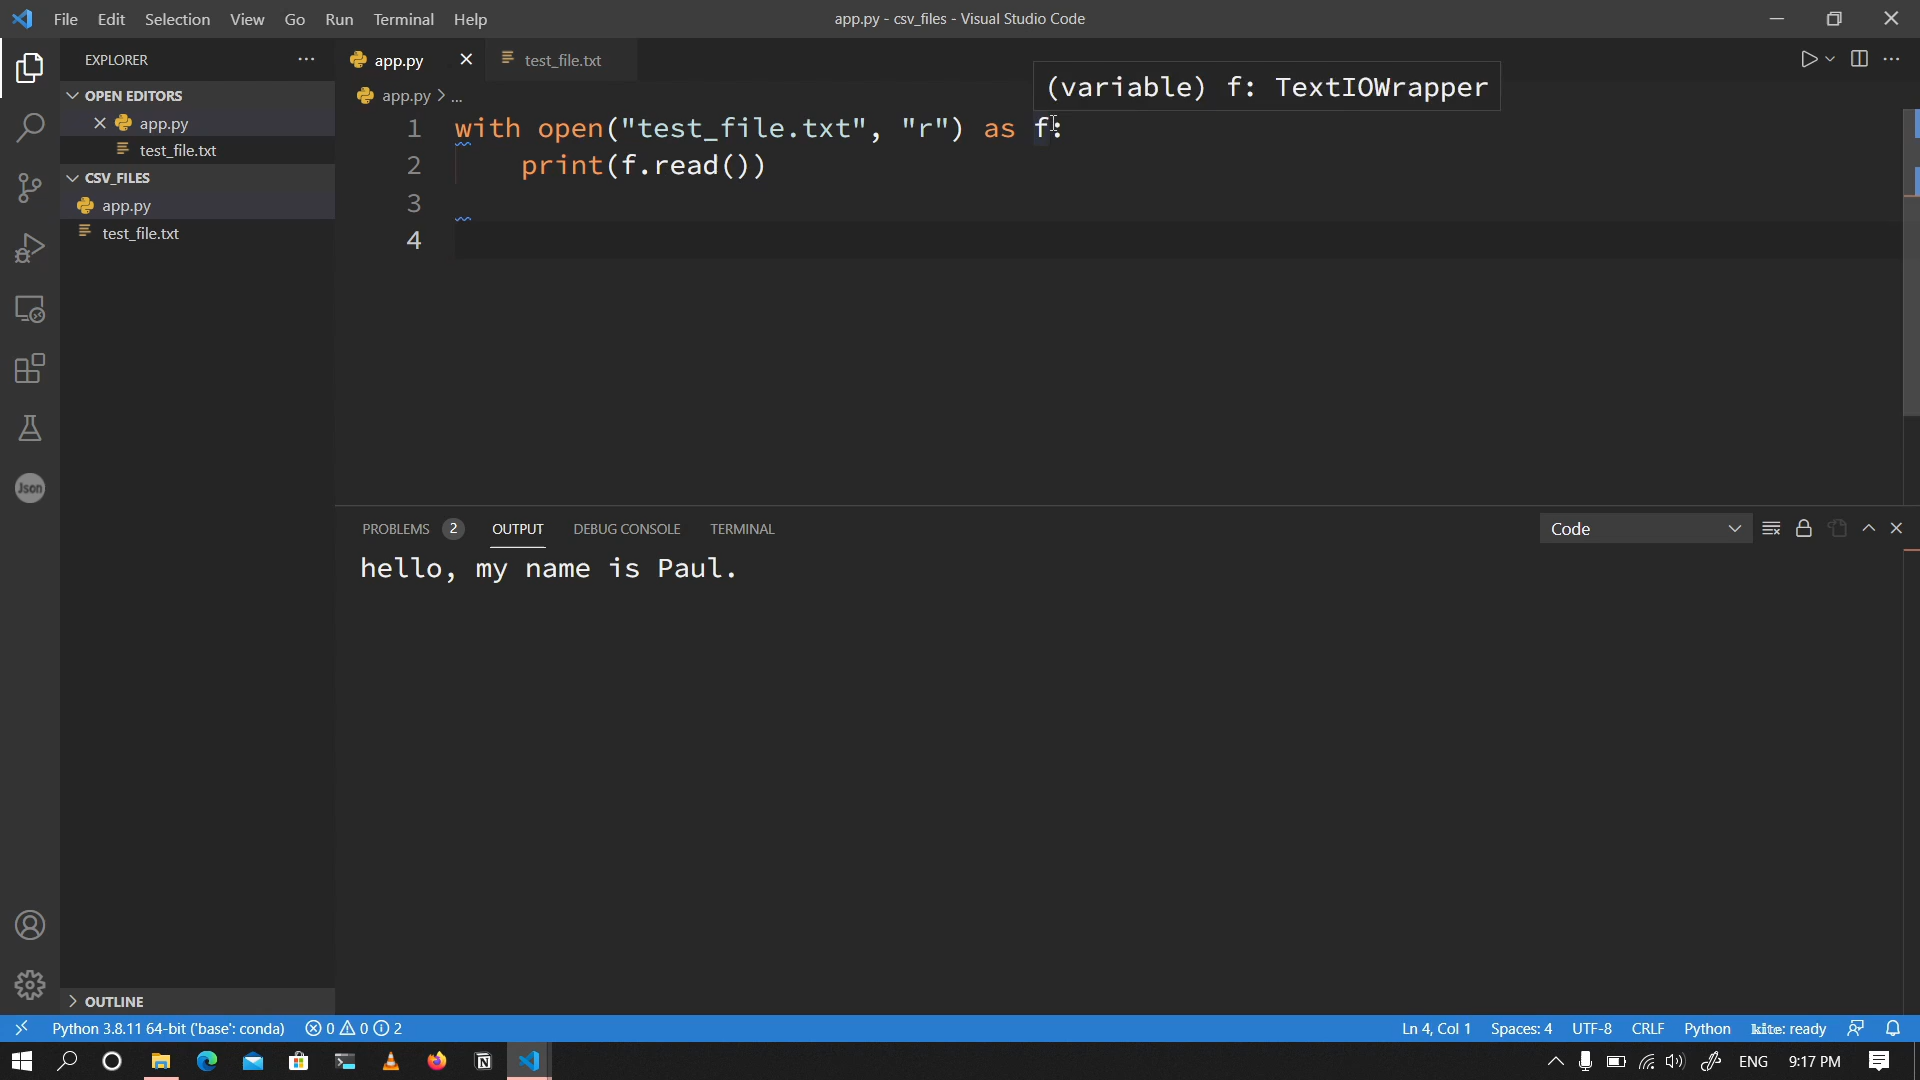 File Edit Selection View Go Run Terminal Help
app.py - csv_files - Visual Studio Code
EXPLORER
app.py
test_file.txt
OPEN EDITORS
app.py > ...
(variable) f: TextIOWrapper
app.py
test_file.txt
CSV_FILES
app.py
test_file.txt
1 with open("test_file.txt", "r") as f:
2 print(f.read())
3
4
Json
PROBLEMS 2 OUTPUT DEBUG CONSOLE TERMINAL
Code
hello, my name is Paul.
OUTLINE
Python 3.8.11 64-bit ('base': conda) 0 0 2
Ln 4, Col 1 Spaces: 4 UTF-8 CRLF Python kite: ready
N
ENG 9:17 PM